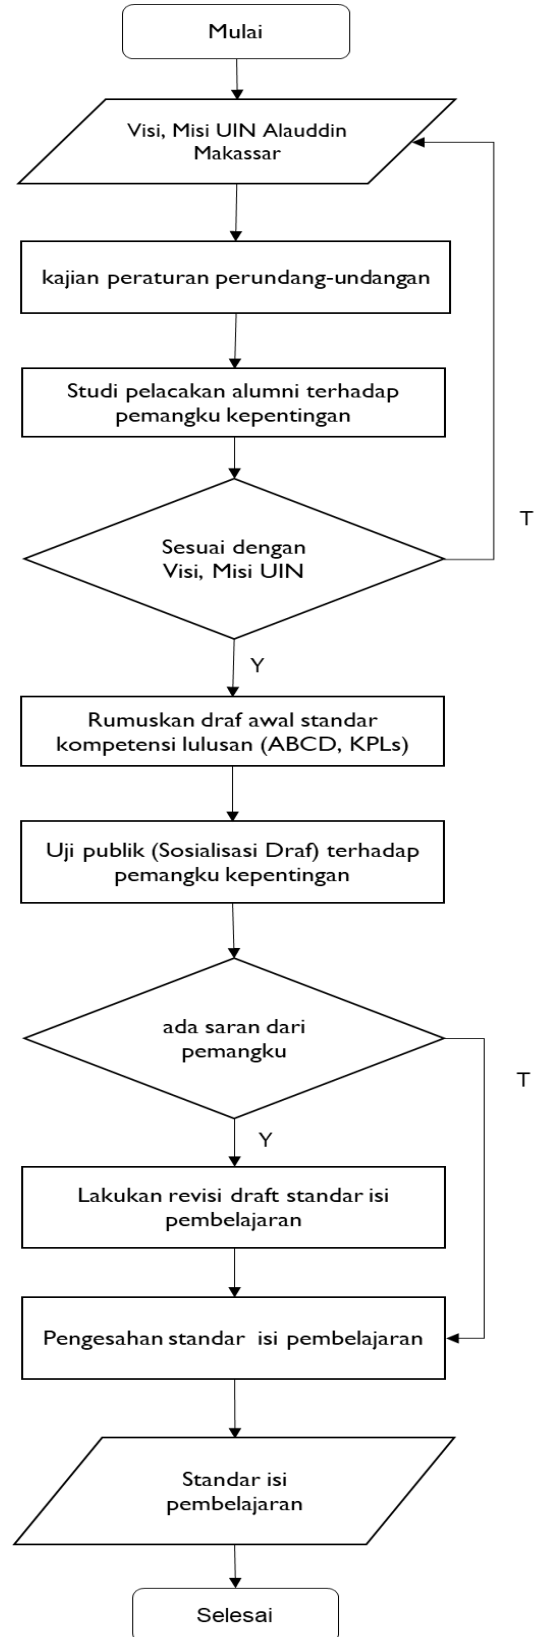 Mulai
Visi, Misi UIN Alauddin
Makassar
kajian peraturan perundang-undangan
Studi pelacakan alumni terhadap
pemangku kepentingan
Sesuai dengan
Visi, Misi UIN
T
Y
Rumuskan draf awal standar
kompetensi lulusan (ABCD, KPLs)
Uji publik (Sosialisasi Draf) terhadap
pemangku kepentingan
ada saran dari
pemangku
T
Y
Lakukan revisi draft standar isi
pembelajaran
Pengesahan standar  isi pembelajaran
Standar isi
pembelajaran
Selesai